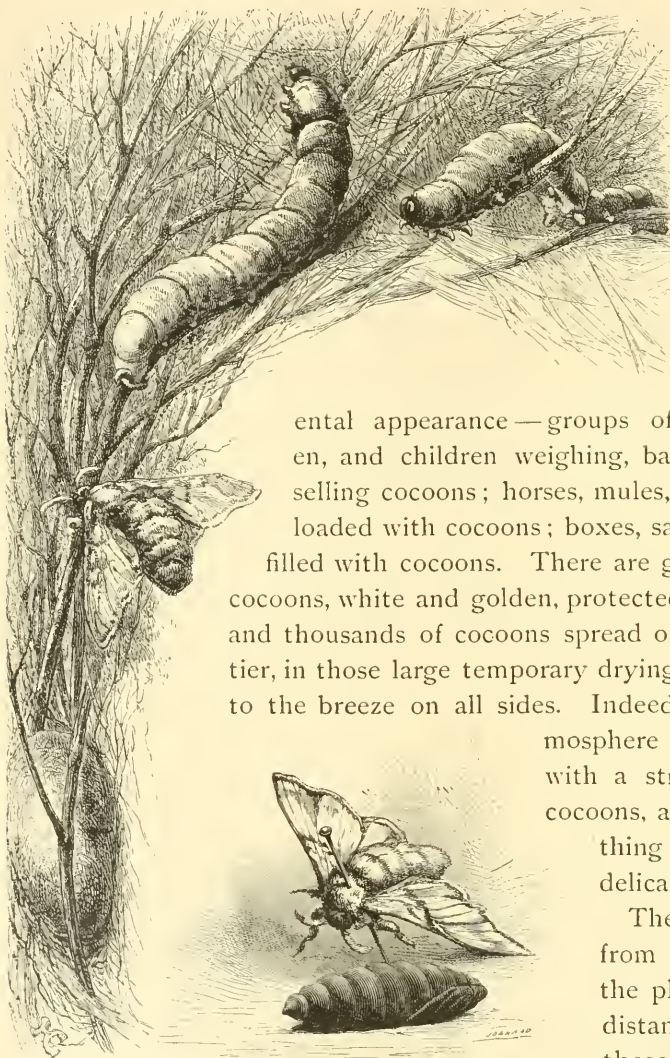 ental appearance — groups of
en, and children weighing, ba
selling cocoons; horses, mules,
loaded with cocoons; boxes, sa
filled with cocoons. There are g
cocoons, white and golden, protecte
and thousands of cocoons spread o
tier, in those large temporary drying
to the breeze on all sides. Indeed
mosphere
with a str
cocoons, a
thing
delica
The
from
the pl
distan